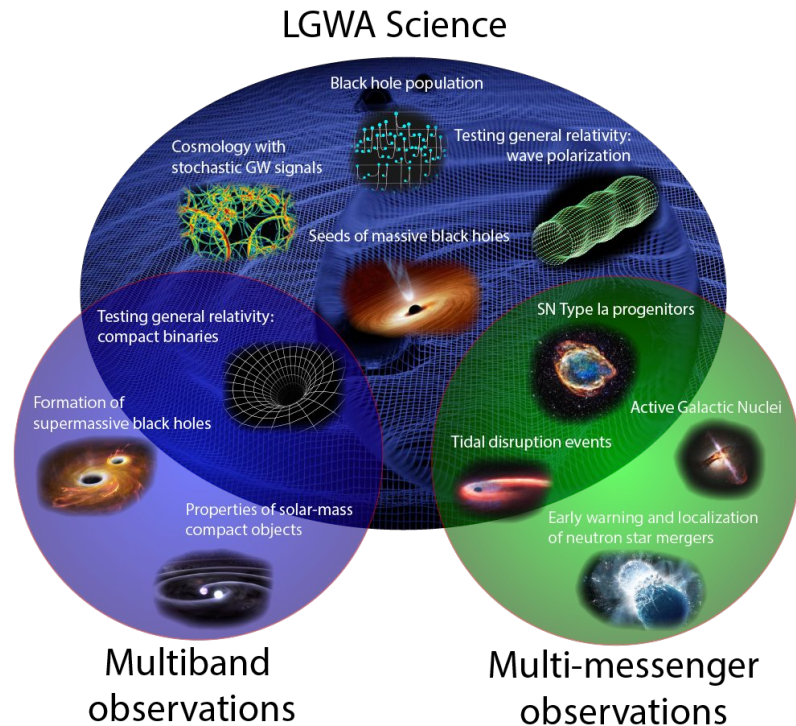 LGWA Science
Black hole population
Cosmology with
stochastic GW signals
Testing general relativity:
wave polarization
Seeds of massive black holes
Testing general relativity:
compact binaries
SN Type Ia progenitors
Formation of
supermassive black holes
Active Galactic Nuclei
Tidal disruption events
Properties of solar-mass
compact objects
Early warning and localization
of neutron star mergers
Multiband
observations
Multi-messenger
observations